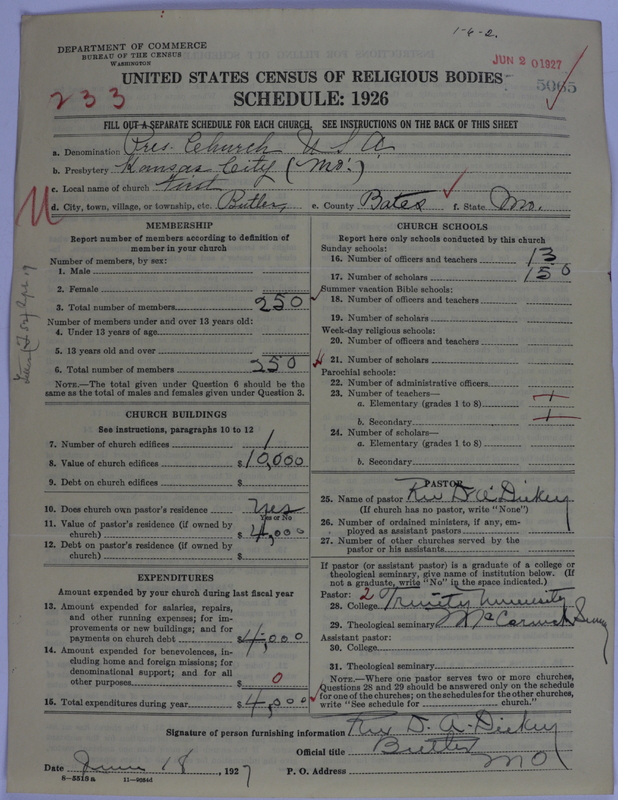 1-6-2.
DEPARTMENT OF COMMERCE
BUREAU OF THE CENSUS
WASHINGTON
JUN 20 1927
5065
UNITED STATES CENSUS OF RELIGIOUS BODIES
233
SCHEDULE: 1926
FILL OUT A SEPARATE SCHEDULE FOR EACH CHURCH. SEE INSTRUCTIONS ON THE BACK OF THIS SHEET
a. Denomination Pres. Church U S A
b. Presbytery Kansas City (Mo.)
c. Local name of church First
d. City, town, village, or township, etc. Butler, e. County Bates f. State Mo.
MEMBERSHIP
Report number of members according to definition of
member in your church
Number of members, by sex:
1. Male
2. Female
3. Total number of members 250
Number of members under and over 13 years old:
4. Under 13 years of age
5. 13 years old and over
6. Total number of members 250
NOTE.—The total given under Question 6 should be the
same as the total of males and females given under Question 3.
CHURCH BUILDINGS
See instructions, paragraphs 10 to 12
7. Number of church edifices 1
8. Value of church edifices $10,000
9. Debt on church edifices $
10. Does church own pastor's residence Yes
Yes or No
11. Value of pastor's residence (if owned by
church) $4,000
12. Debt on pastor's residence (if owned by
church) $
EXPENDITURES
Amount expended by your church during last fiscal year
13. Amount expended for salaries, repairs,
and other running expenses; for im-
provements or new buildings; and for
payments on church debt $4,000
14. Amount expended for benevolences, in-
cluding home and foreign missions; for
denominational support; and for all
other purposes $ 0
15. Total expenditures during year $4,000
CHURCH SCHOOLS
Report here only schools conducted by this church
Sunday schools:
16. Number of officers and teachers 13
17. Number of scholars 150
Summer vacation Bible schools:
18. Number of officers and teachers
19. Number of scholars
Week-day religious schools:
20. Number of officers and teachers
21. Number of scholars
Parochial schools:
22. Number of administrative officers
23. Number of teachers—
a. Elementary (grades 1 to 8) 1
b. Secondary 1
24. Number of scholars—
a. Elementary (grades 1 to 8)
b. Secondary
PASTOR
25. Name of pastor Rev D. A. Dickey
(If church has no pastor, write "None")
26. Number of ordained ministers, if any, em-
ployed as assistant pastors
27. Number of other churches served by the
pastor or his assistants
If pastor (or assistant pastor) is a graduate of a college or
theological seminary, give name of institution below. (If
not a graduate, write "No" in the space indicated.)
Pastor: 2
28. College Trinity University
29. Theological seminary McCormick
Assistant pastor:
30. College
31. Theological seminary
NOTE.—Where one pastor serves two or more churches,
Questions 28 and 29 should be answered only on the schedule
for one of the churches; on the schedules for the other churches,
write "See schedule for church."
Signature of person furnishing information Rev D. A. Dickey
Official title Butler
Date June 18, 1927 P. O. Address Mo
8-5518a 11-9684d